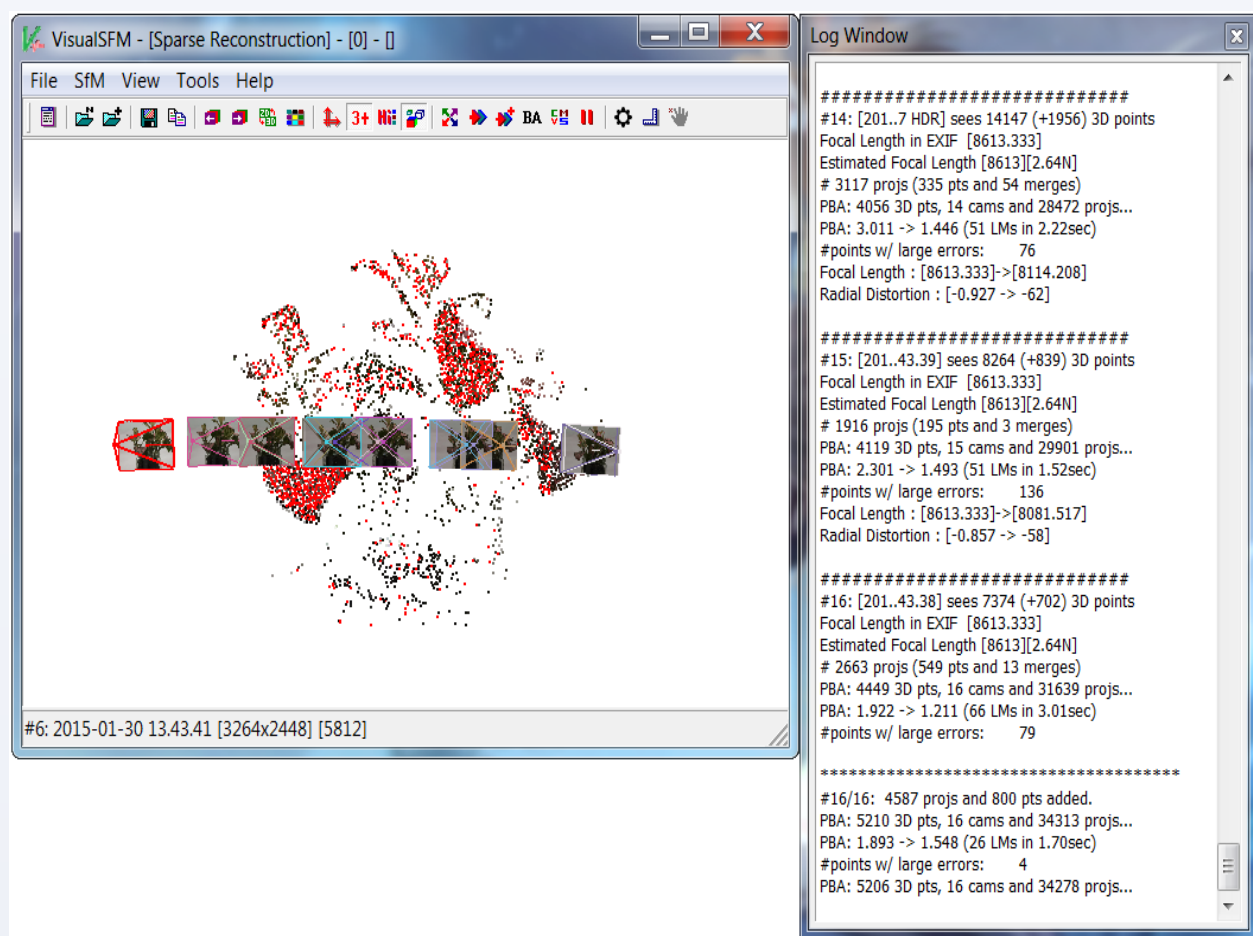 VisualSFM - [Sparse Reconstruction] - [0] - []
File SfM View Tools Help
3+ BA
#6: 2015-01-30 13.43.41 [3264x2448] [5812]
Log Window
#############################
#14: [201..7 HDR] sees 14147 (+1956) 3D points
Focal Length in EXIF [8613.333]
Estimated Focal Length [8613][2.64N]
# 3117 projs (335 pts and 54 merges)
PBA: 4056 3D pts, 14 cams and 28472 projs...
PBA: 3.011 -> 1.446 (51 LMs in 2.22sec)
#points w/ large errors: 76
Focal Length : [8613.333]->[8114.208]
Radial Distortion : [-0.927 -> -62]
#############################
#15: [201..43.39] sees 8264 (+839) 3D points
Focal Length in EXIF [8613.333]
Estimated Focal Length [8613][2.64N]
# 1916 projs (195 pts and 3 merges)
PBA: 4119 3D pts, 15 cams and 29901 projs...
PBA: 2.301 -> 1.493 (51 LMs in 1.52sec)
#points w/ large errors: 136
Focal Length : [8613.333]->[8081.517]
Radial Distortion : [-0.857 -> -58]
#############################
#16: [201..43.38] sees 7374 (+702) 3D points
Focal Length in EXIF [8613.333]
Estimated Focal Length [8613][2.64N]
# 2663 projs (549 pts and 13 merges)
PBA: 4449 3D pts, 16 cams and 31639 projs...
PBA: 1.922 -> 1.211 (66 LMs in 3.01sec)
#points w/ large errors: 79
**************************************
#16/16: 4587 projs and 800 pts added.
PBA: 5210 3D pts, 16 cams and 34313 projs...
PBA: 1.893 -> 1.548 (26 LMs in 1.70sec)
#points w/ large errors: 4
PBA: 5206 3D pts, 16 cams and 34278 projs...